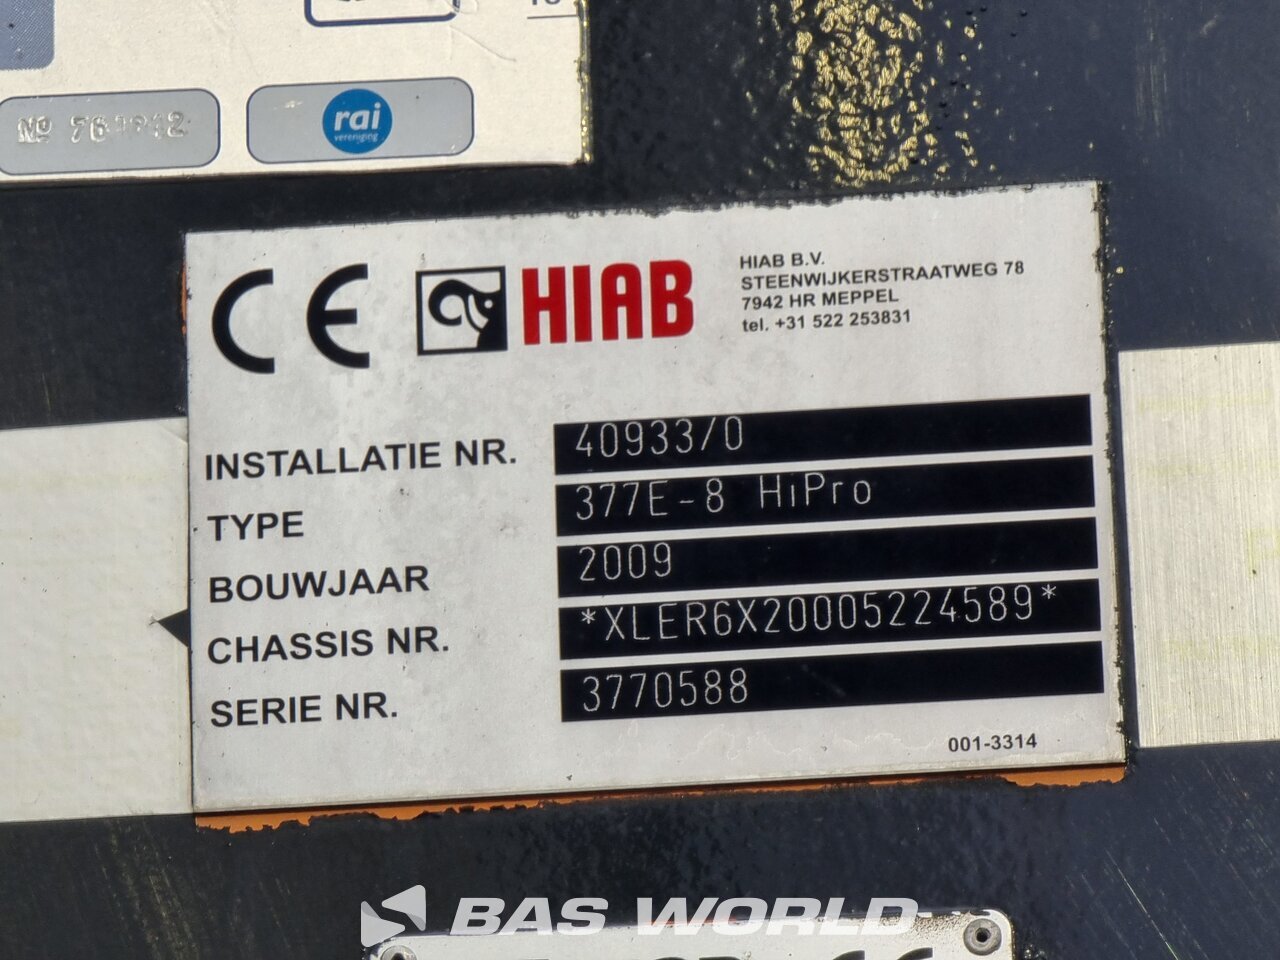 rai
vereniging
CE HIAB
HIAB B.V.
STEENWIJKERSTRAATWEG 78
7942 HR MEPPEL
tel. +31 522 253831
INSTALLATIE NR. 40933/0
TYPE 377E-8 HiPro
BOUWJAAR 2009
CHASSIS NR. *XLER6X20005224589*
SERIE NR. 3770588
001-3314
BAS WORLD